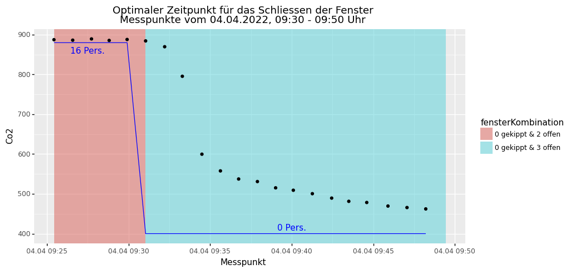 Optimaler Zeitpunkt für das Schliessen der Fenster
Messpunkte vom 04.04.2022, 09:30 - 09:50 Uhr
900
800
700
600
500
400
Co2
16 Pers.
0 Pers.
04.04 09:25
04.04 09:30
04.04 09:35
04.04 09:40
04.04 09:45
04.04 09:50
Messpunkt
fensterKombination
0 gekippt & 2 offen
0 gekippt & 3 offen